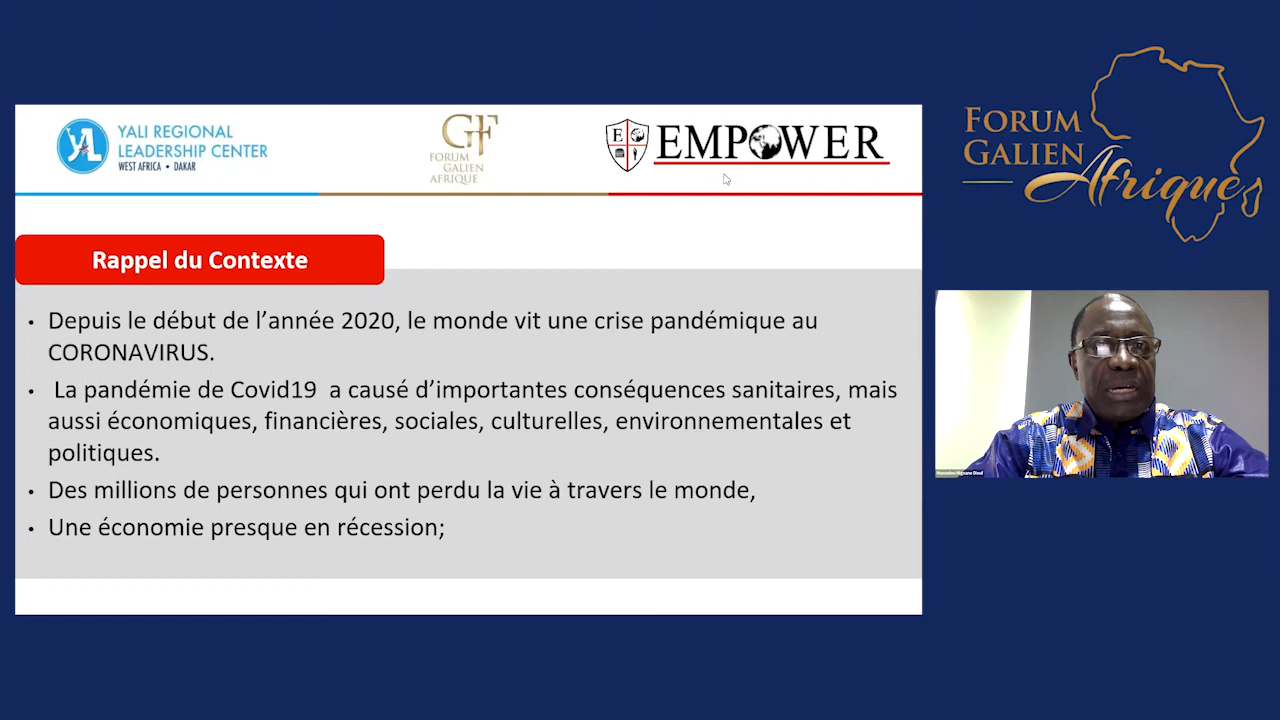 YALI REGIONAL
LEADERSHIP CENTER
WEST AFRICA • DAKAR
GF
FORUM
GALIEN
AFRIQUE
E
EMPOWER
FORUM
GALIEN
Afrique
Rappel du Contexte
• Depuis le début de l’année 2020, le monde vit une crise pandémique au
CORONAVIRUS.
• La pandémie de Covid19 a causé d’importantes conséquences sanitaires, mais
aussi économiques, financières, sociales, culturelles, environnementales et
politiques.
• Des millions de personnes qui ont perdu la vie à travers le monde,
• Une économie presque en récession;